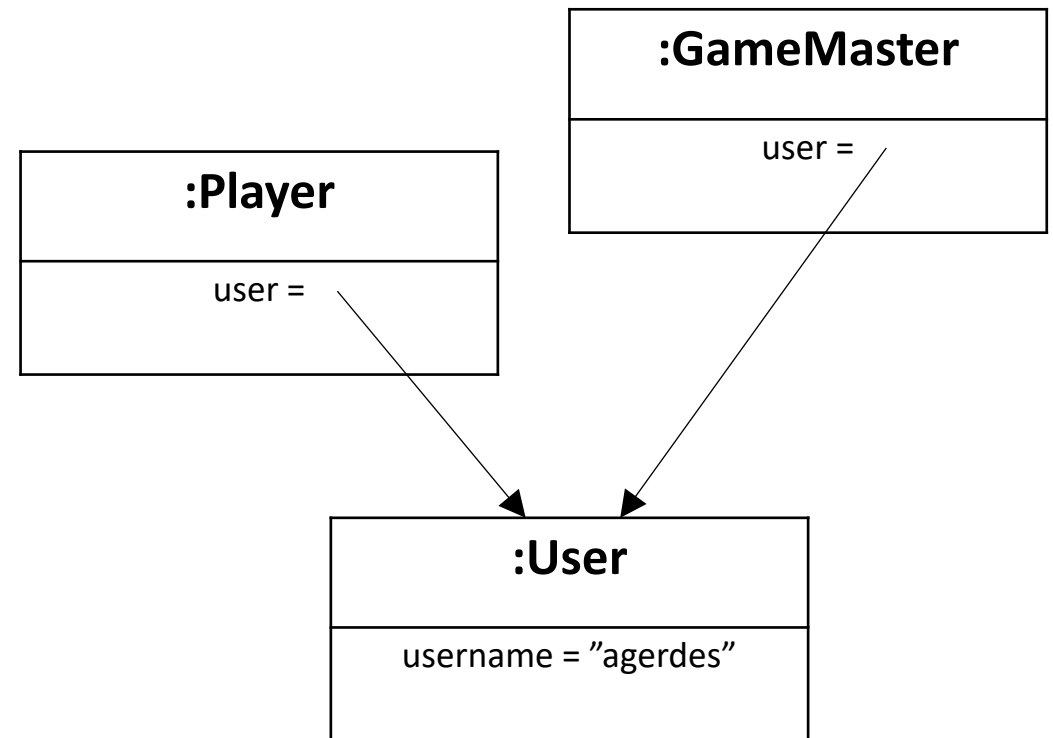 :GameMaster
user =
:Player
user =
:User
username = ”agerdes”